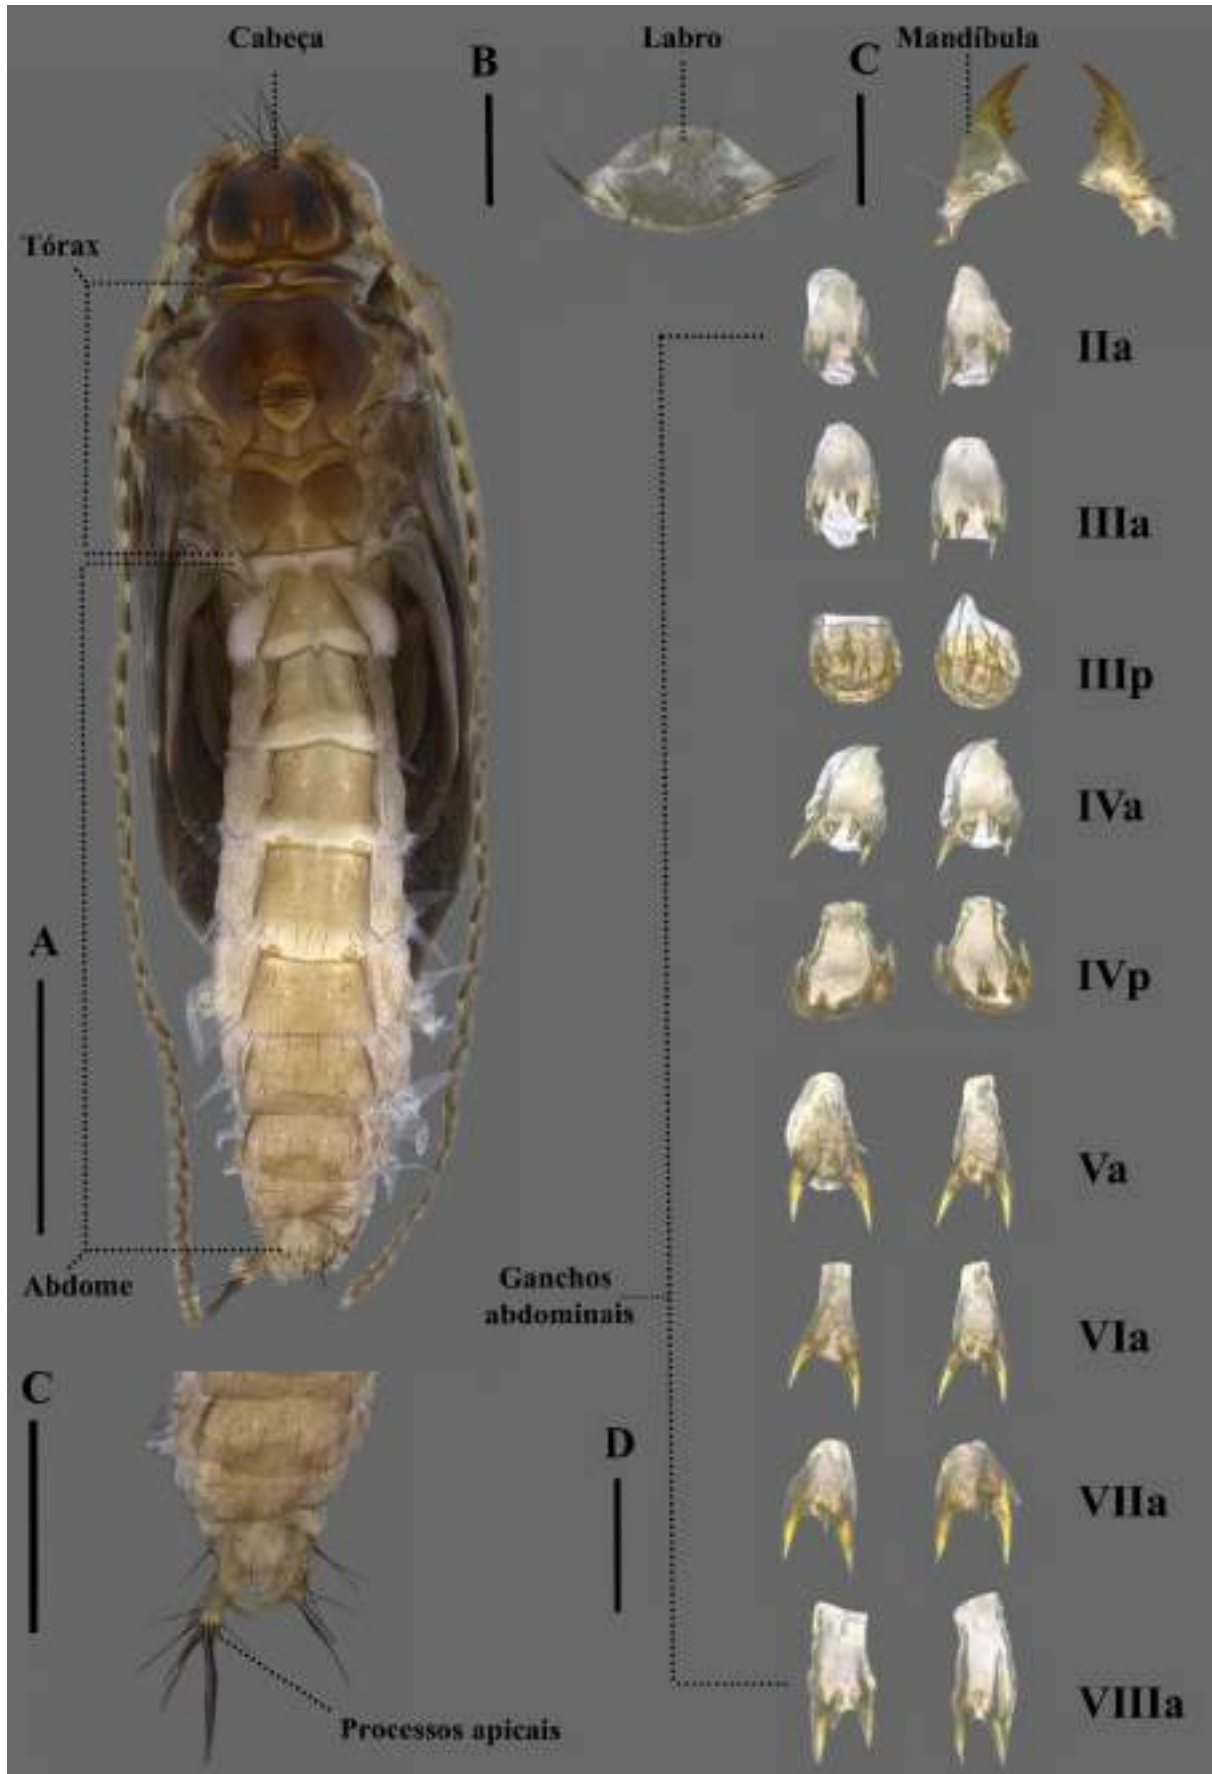 Cabeça
B
Labro
C
Mandíbula
Tórax
IIa
IIIa
IIIp
IVa
A
IVp
Va
Abdome
Ganchos
abdominais
VIa
C
D
VIIa
VIIIa
Processos apicais